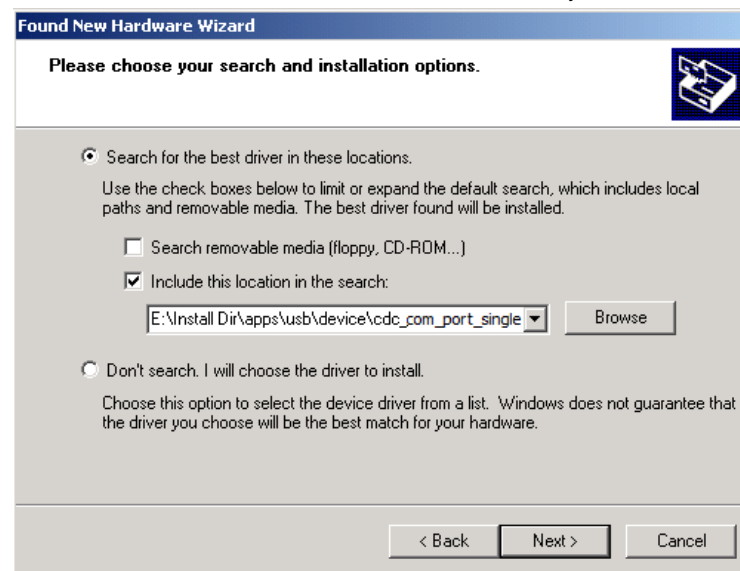 Found New Hardware Wizard
Please choose your search and installation options.
Search for the best driver in these locations.
Use the check boxes below to limit or expand the default search, which includes local
paths and removable media. The best driver found will be installed.
Search removable media (floppy, CD-ROM...)
Include this location in the search:
E:\Install Dir\apps\usb\device\cdc_com_port_single
Browse
Don't search. I will choose the driver to install.
Choose this option to select the device driver from a list. Windows does not guarantee that
the driver you choose will be the best match for your hardware.
< Back
Next >
Cancel